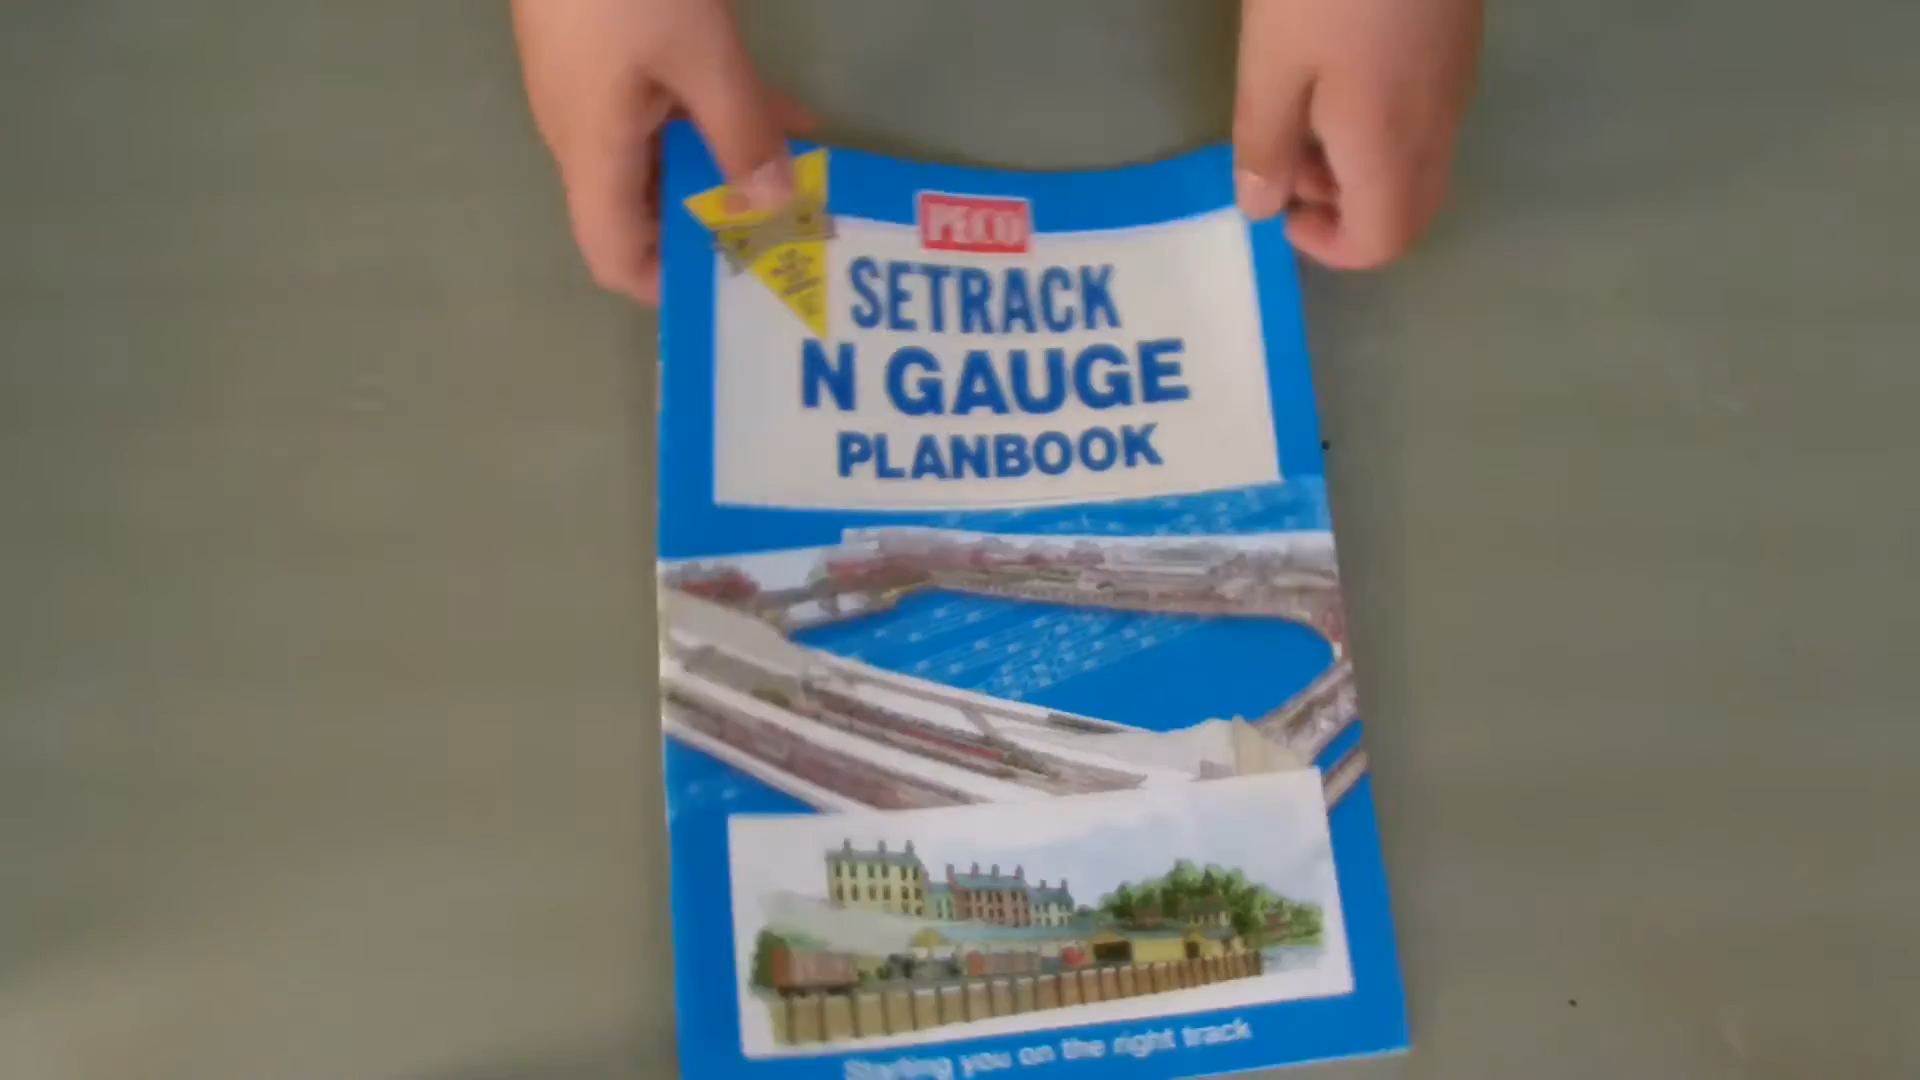 PECO
SETRACK
N GAUGE
PLANBOOK
Starting you on the right track